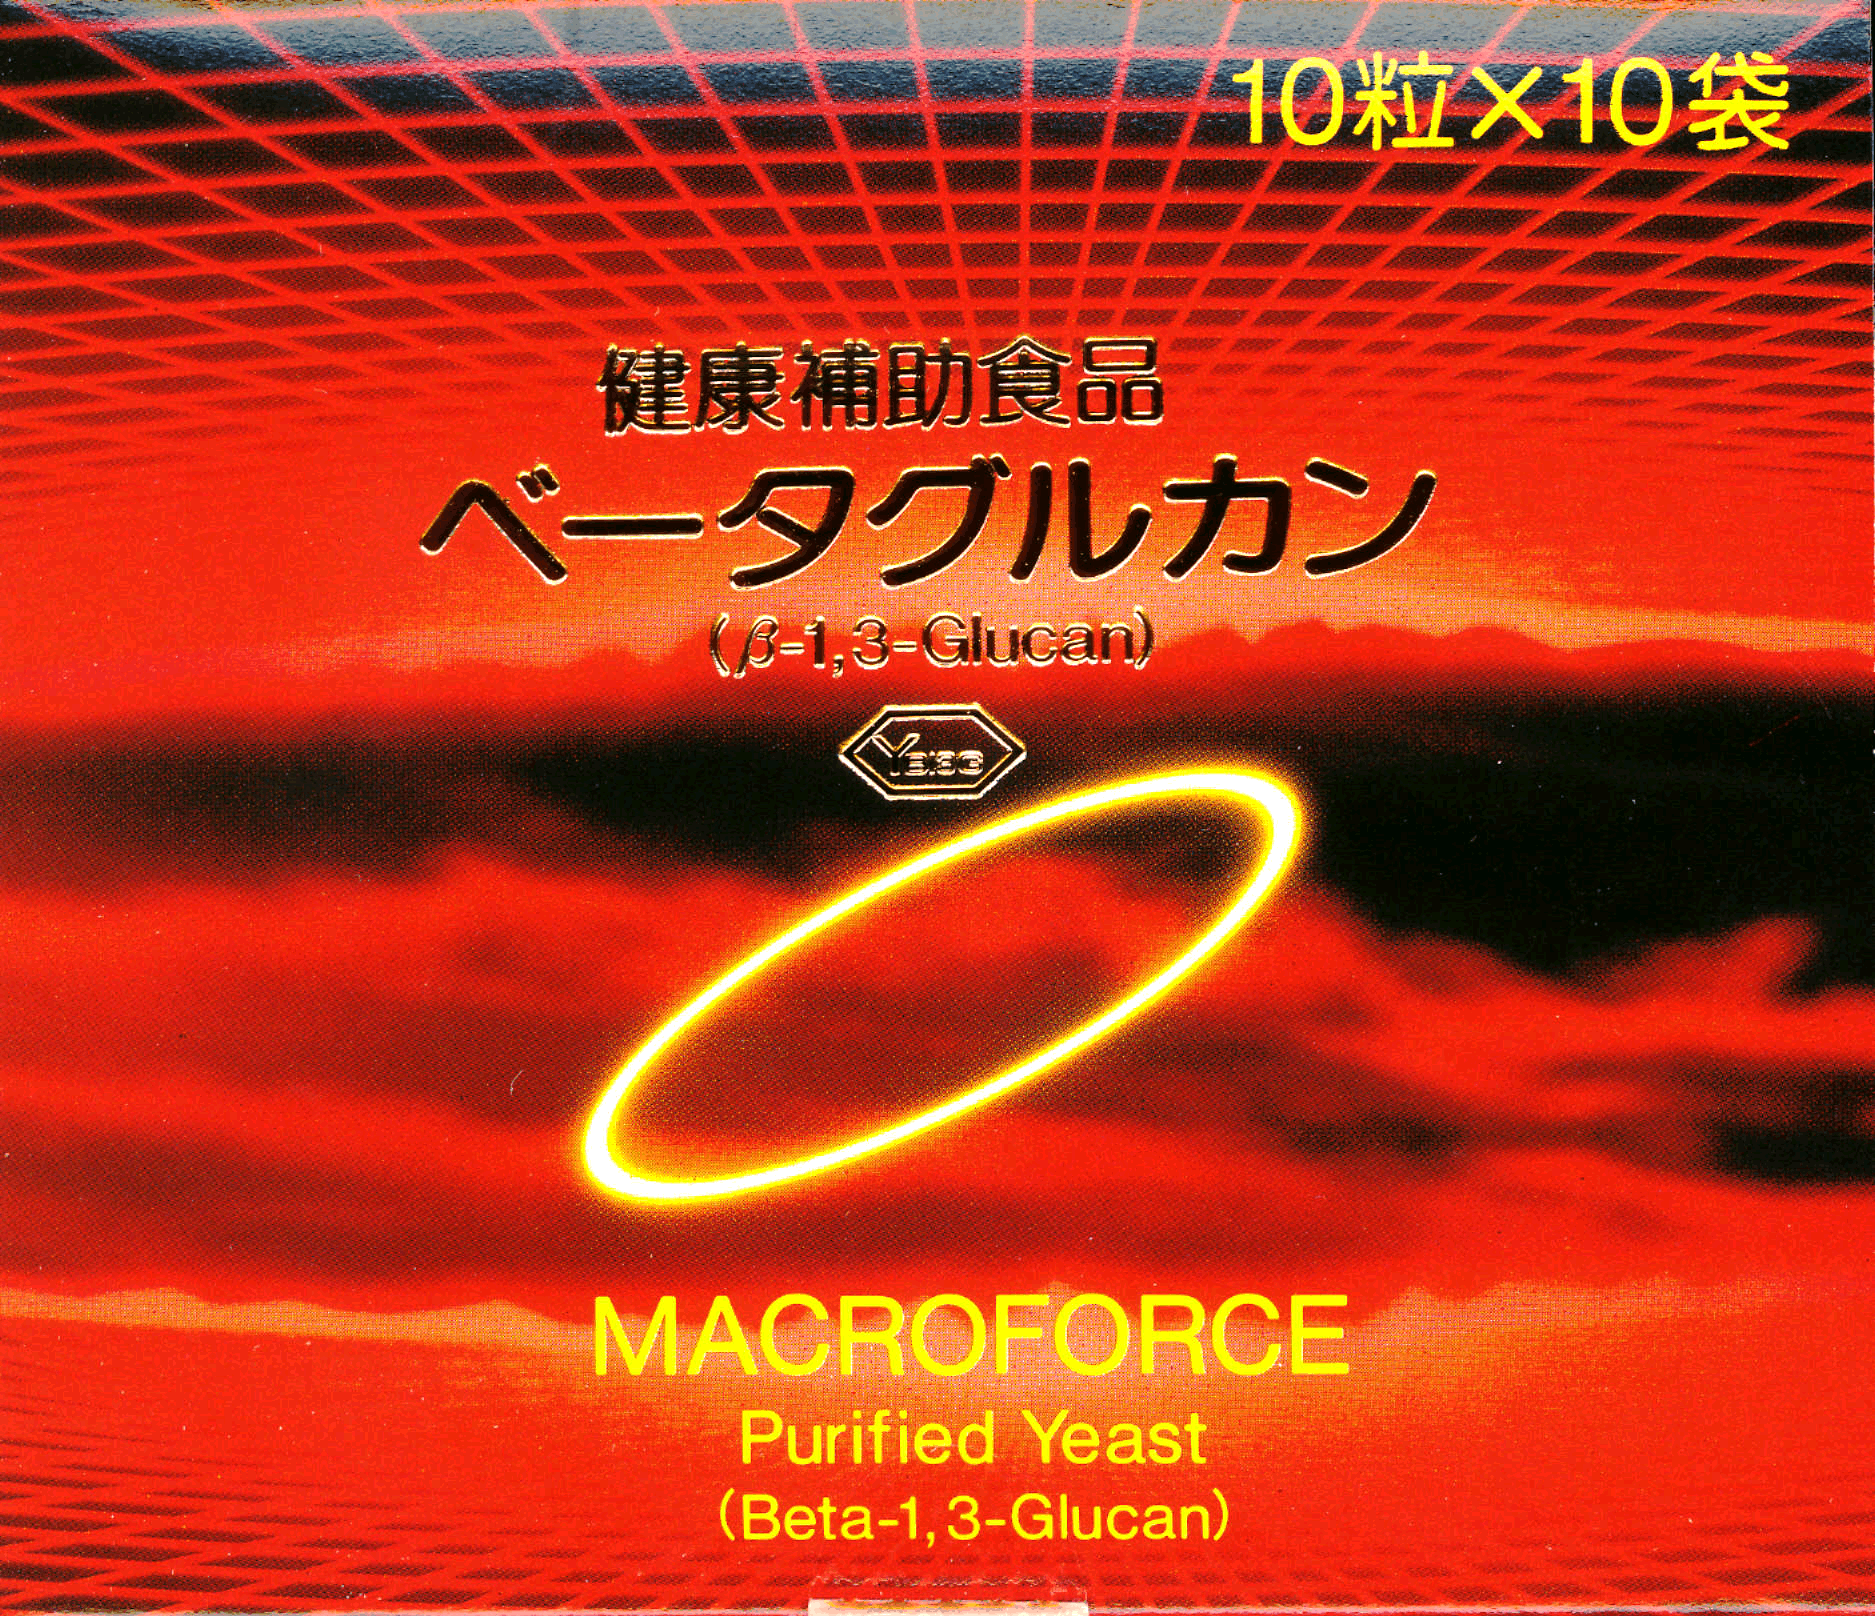 10粒×10袋
健康補助食品
ベータグルカン
(β-1,3-Glucan)
MACROFORCE
Purified Yeast
(Beta-1,3-Glucan)